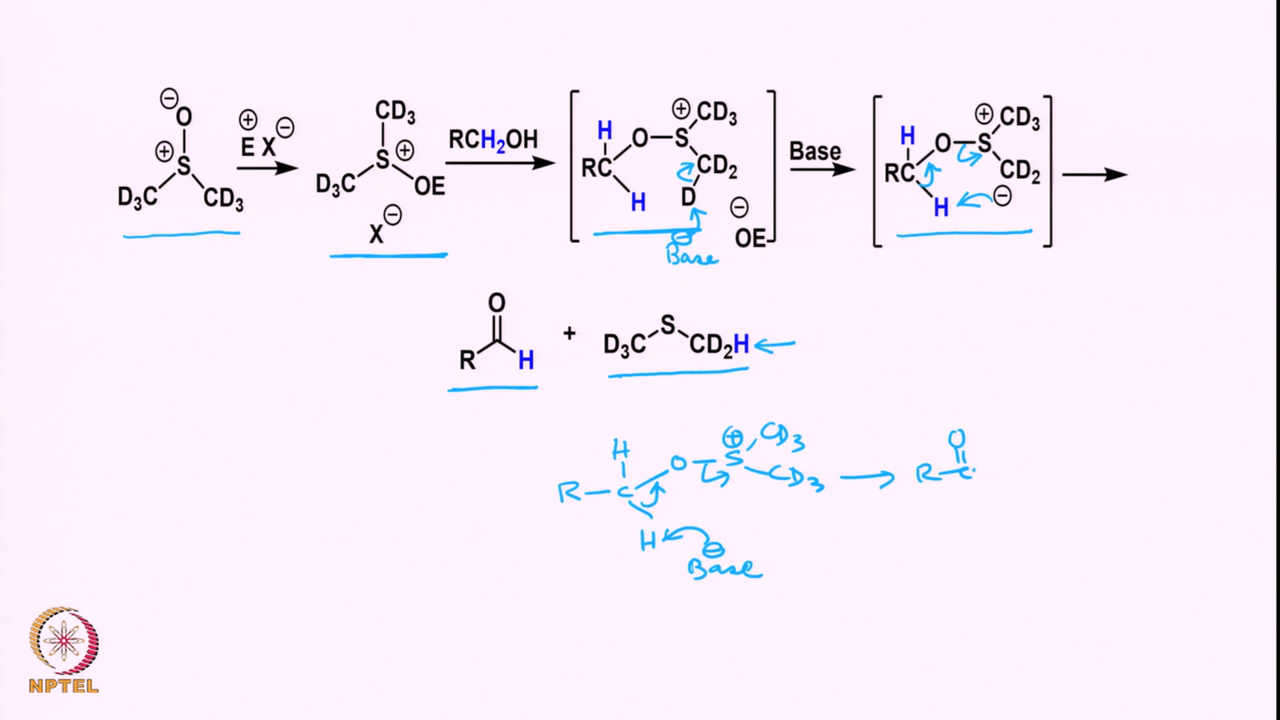 ⊖ O ⊕ S D₃C CD₃
⊕ ⊖ E X
CD₃ S ⊕ D₃C OE X ⊖
RCH₂OH
H RC O S ⊕ CD₃ CD₂ H D ⊖ OE
⊖ Base
Base
H RC O S ⊕ CD₃ CD₂ H ⊖
O R H + D₃C S CD₂H
H R–C O–S ⊕ CD₃ CD₃ H ⊖ Base
O R–C
NPTEL